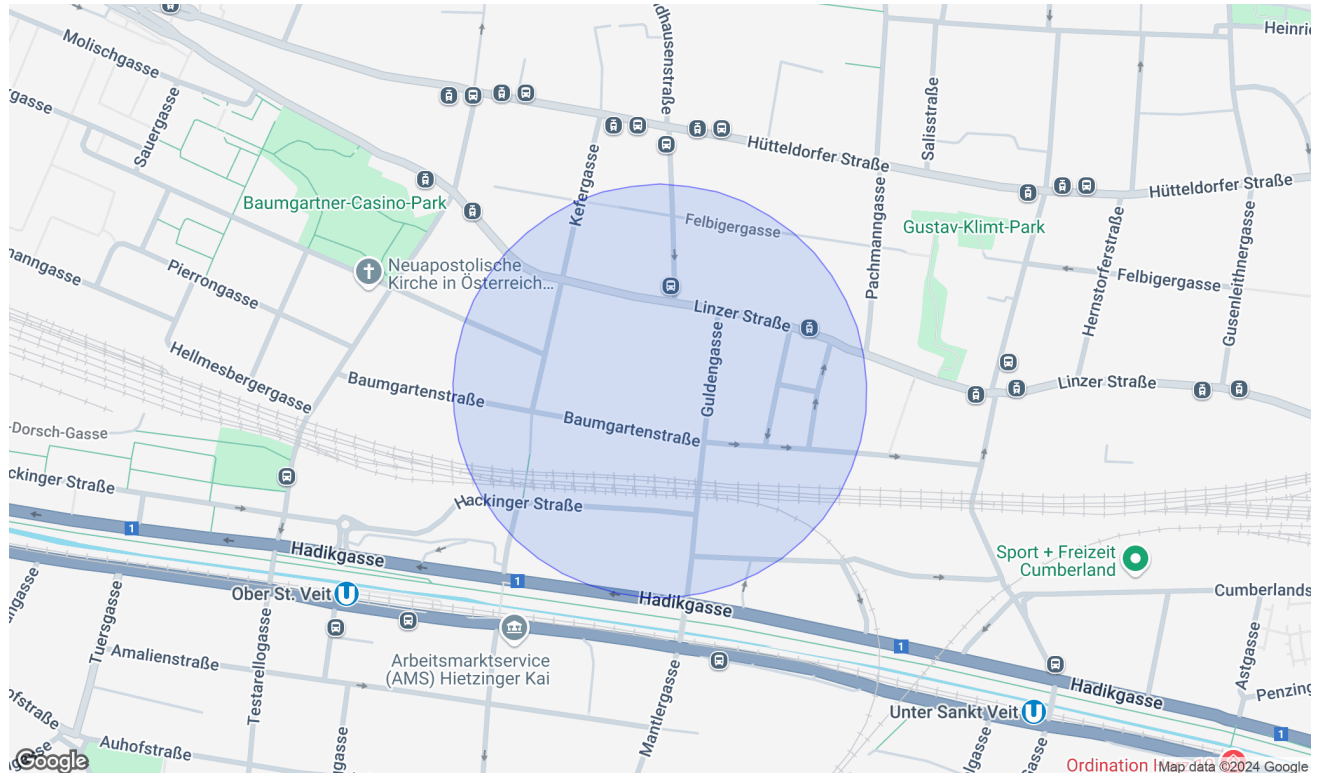 Molischgasse
Heinrie
Sauergasse
Hütteldorfer Straße
Salisstraße
Hütteldorfer Straße
Kefergasse
Pachmanngasse
Baumgartner-Casino-Park
Felbigergasse
Gustav-Klimt-Park
Neuapostolische
Kirche in Österreich...
Pierrongasse
Felbigergasse
Hernstorferstraße
Gusenleithnergasse
manngasse
Linzer Straße
Guldengasse
Hellmesbergergasse
Baumgartenstraße
Linzer Straße
Baumgartenstraße
-Dorsch-Gasse
ckinger Straße
Hackinger Straße
1
Hadikgasse
Sport + Freizeit
Cumberland
1
Ober St. Veit
Hadikgasse
Cumberlands
Tuersgasse
1
Amalienstraße
Arbeitsmarktservice
(AMS) Hietzinger Kai
Testarellogasse
Mantlergasse
Astgasse
Hadikgasse
Penzing
Unter Sankt Veit
ofstraße
Auhofstraße
1
Google
Map data ©2024 Google